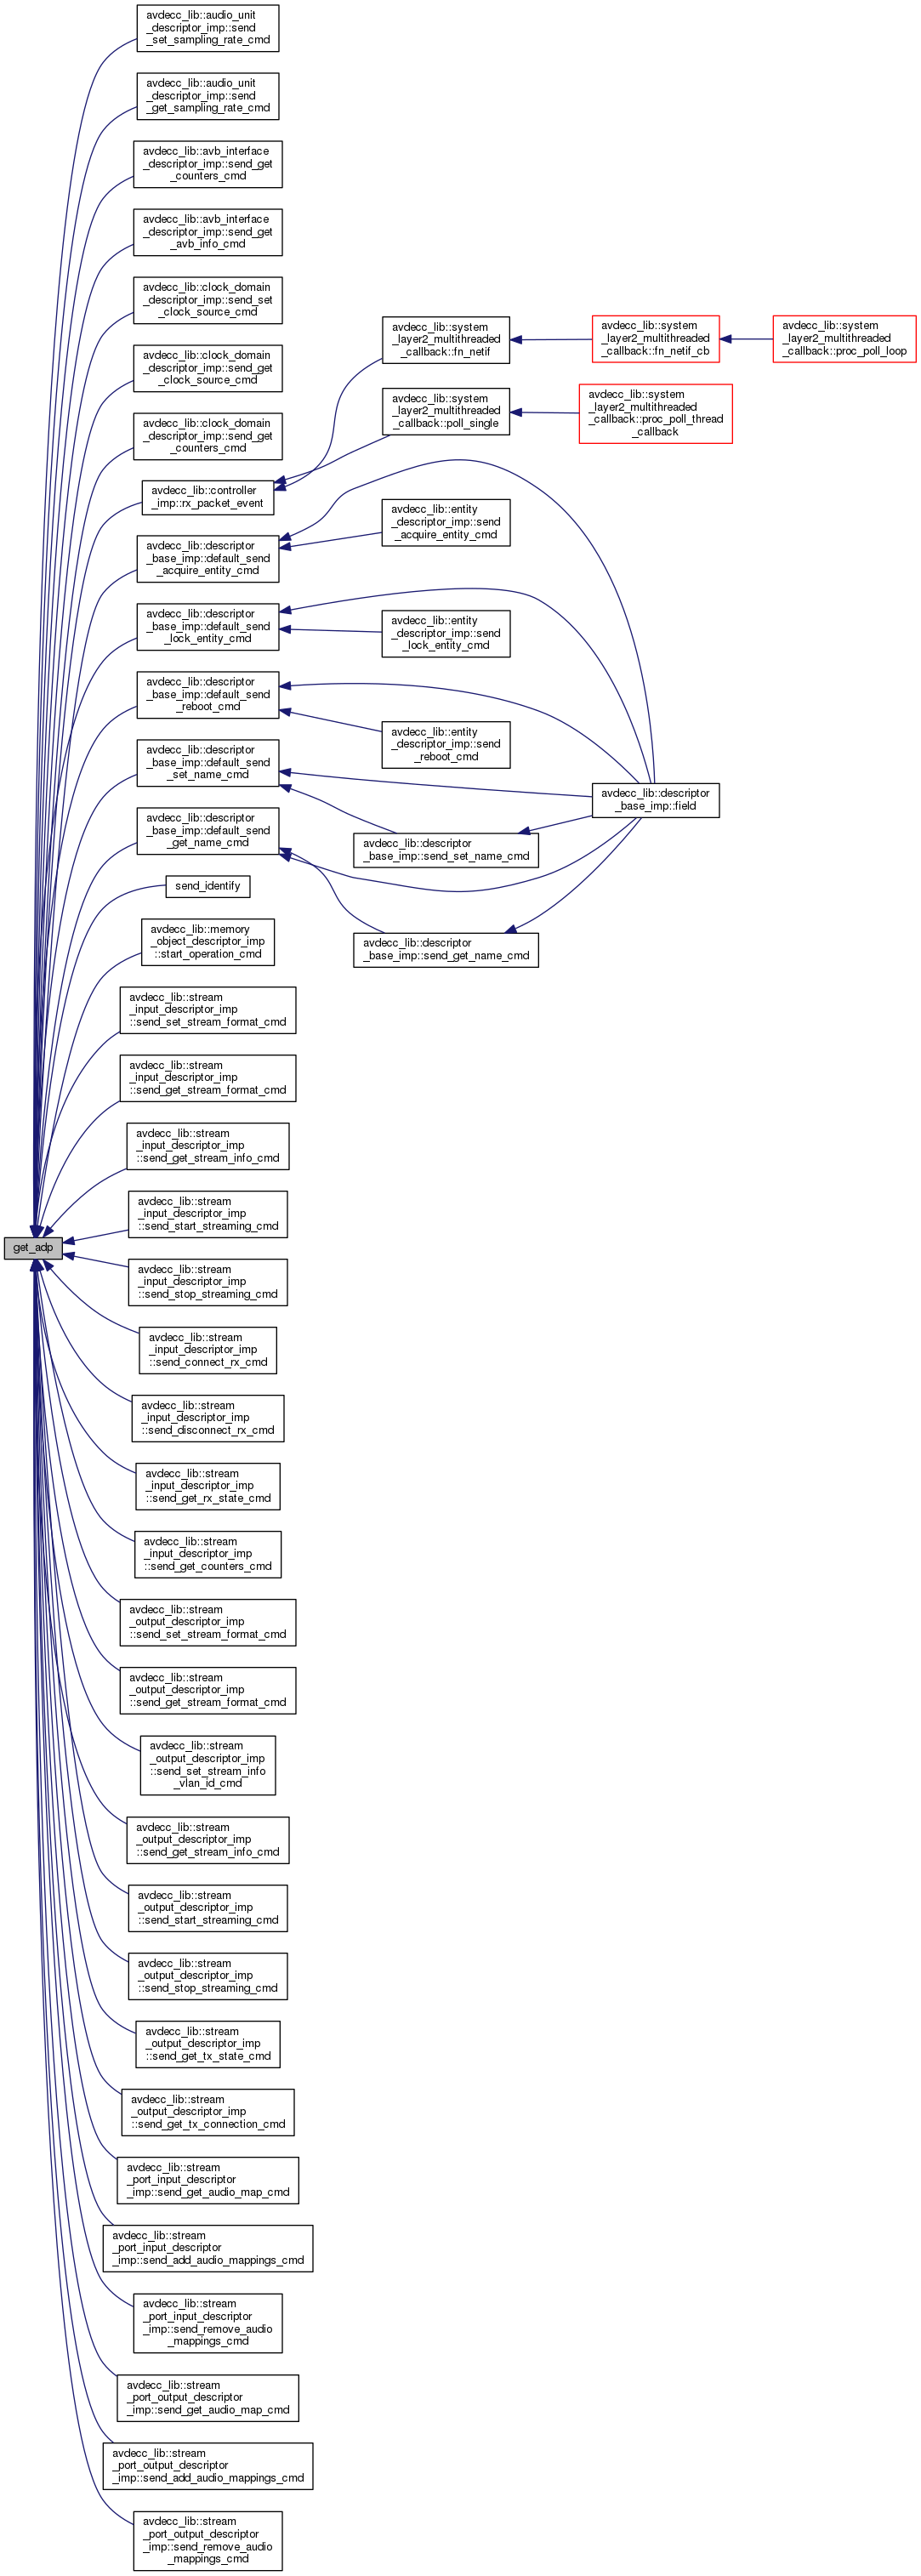 avdecc_lib::audio_unit
_descriptor_imp::send
_set_sampling_rate_cmd
avdecc_lib::audio_unit
_descriptor_imp::send
_get_sampling_rate_cmd
avdecc_lib::avb_interface
_descriptor_imp::send_get
_counters_cmd
avdecc_lib::avb_interface
_descriptor_imp::send_get
_avb_info_cmd
avdecc_lib::clock_domain
_descriptor_imp::send_set
_clock_source_cmd
avdecc_lib::clock_domain
_descriptor_imp::send_get
_clock_source_cmd
avdecc_lib::clock_domain
_descriptor_imp::send_get
_counters_cmd
avdecc_lib::controller
_imp::rx_packet_event
avdecc_lib::system
_layer2_multithreaded
_callback::fn_netif
avdecc_lib::system
_layer2_multithreaded
_callback::fn_netif_cb
avdecc_lib::system
_layer2_multithreaded
_callback::proc_poll_loop
avdecc_lib::system
_layer2_multithreaded
_callback::poll_single
avdecc_lib::system
_layer2_multithreaded
_callback::proc_poll_thread
_callback
avdecc_lib::descriptor
_base_imp::default_send
_acquire_entity_cmd
avdecc_lib::entity
_descriptor_imp::send
_acquire_entity_cmd
avdecc_lib::descriptor
_base_imp::default_send
_lock_entity_cmd
avdecc_lib::entity
_descriptor_imp::send
_lock_entity_cmd
avdecc_lib::descriptor
_base_imp::default_send
_reboot_cmd
avdecc_lib::entity
_descriptor_imp::send
_reboot_cmd
avdecc_lib::descriptor
_base_imp::default_send
_set_name_cmd
avdecc_lib::descriptor
_base_imp::field
avdecc_lib::descriptor
_base_imp::send_set_name_cmd
avdecc_lib::descriptor
_base_imp::default_send
_get_name_cmd
avdecc_lib::descriptor
_base_imp::send_get_name_cmd
send_identify
avdecc_lib::memory
_object_descriptor_imp
::start_operation_cmd
avdecc_lib::stream
_input_descriptor_imp
::send_set_stream_format_cmd
avdecc_lib::stream
_input_descriptor_imp
::send_get_stream_format_cmd
avdecc_lib::stream
_input_descriptor_imp
::send_get_stream_info_cmd
avdecc_lib::stream
_input_descriptor_imp
::send_start_streaming_cmd
get_adp
avdecc_lib::stream
_input_descriptor_imp
::send_stop_streaming_cmd
avdecc_lib::stream
_input_descriptor_imp
::send_connect_rx_cmd
avdecc_lib::stream
_input_descriptor_imp
::send_disconnect_rx_cmd
avdecc_lib::stream
_input_descriptor_imp
::send_get_rx_state_cmd
avdecc_lib::stream
_input_descriptor_imp
::send_get_counters_cmd
avdecc_lib::stream
_output_descriptor_imp
::send_set_stream_format_cmd
avdecc_lib::stream
_output_descriptor_imp
::send_get_stream_format_cmd
avdecc_lib::stream
_output_descriptor_imp
::send_set_stream_info
_vlan_id_cmd
avdecc_lib::stream
_output_descriptor_imp
::send_get_stream_info_cmd
avdecc_lib::stream
_output_descriptor_imp
::send_start_streaming_cmd
avdecc_lib::stream
_output_descriptor_imp
::send_stop_streaming_cmd
avdecc_lib::stream
_output_descriptor_imp
::send_get_tx_state_cmd
avdecc_lib::stream
_output_descriptor_imp
::send_get_tx_connection_cmd
avdecc_lib::stream
_port_input_descriptor
_imp::send_get_audio_map_cmd
avdecc_lib::stream
_port_input_descriptor
_imp::send_add_audio_mappings_cmd
avdecc_lib::stream
_port_input_descriptor
_imp::send_remove_audio
_mappings_cmd
avdecc_lib::stream
_port_output_descriptor
_imp::send_get_audio_map_cmd
avdecc_lib::stream
_port_output_descriptor
_imp::send_add_audio_mappings_cmd
avdecc_lib::stream
_port_output_descriptor
_imp::send_remove_audio
_mappings_cmd